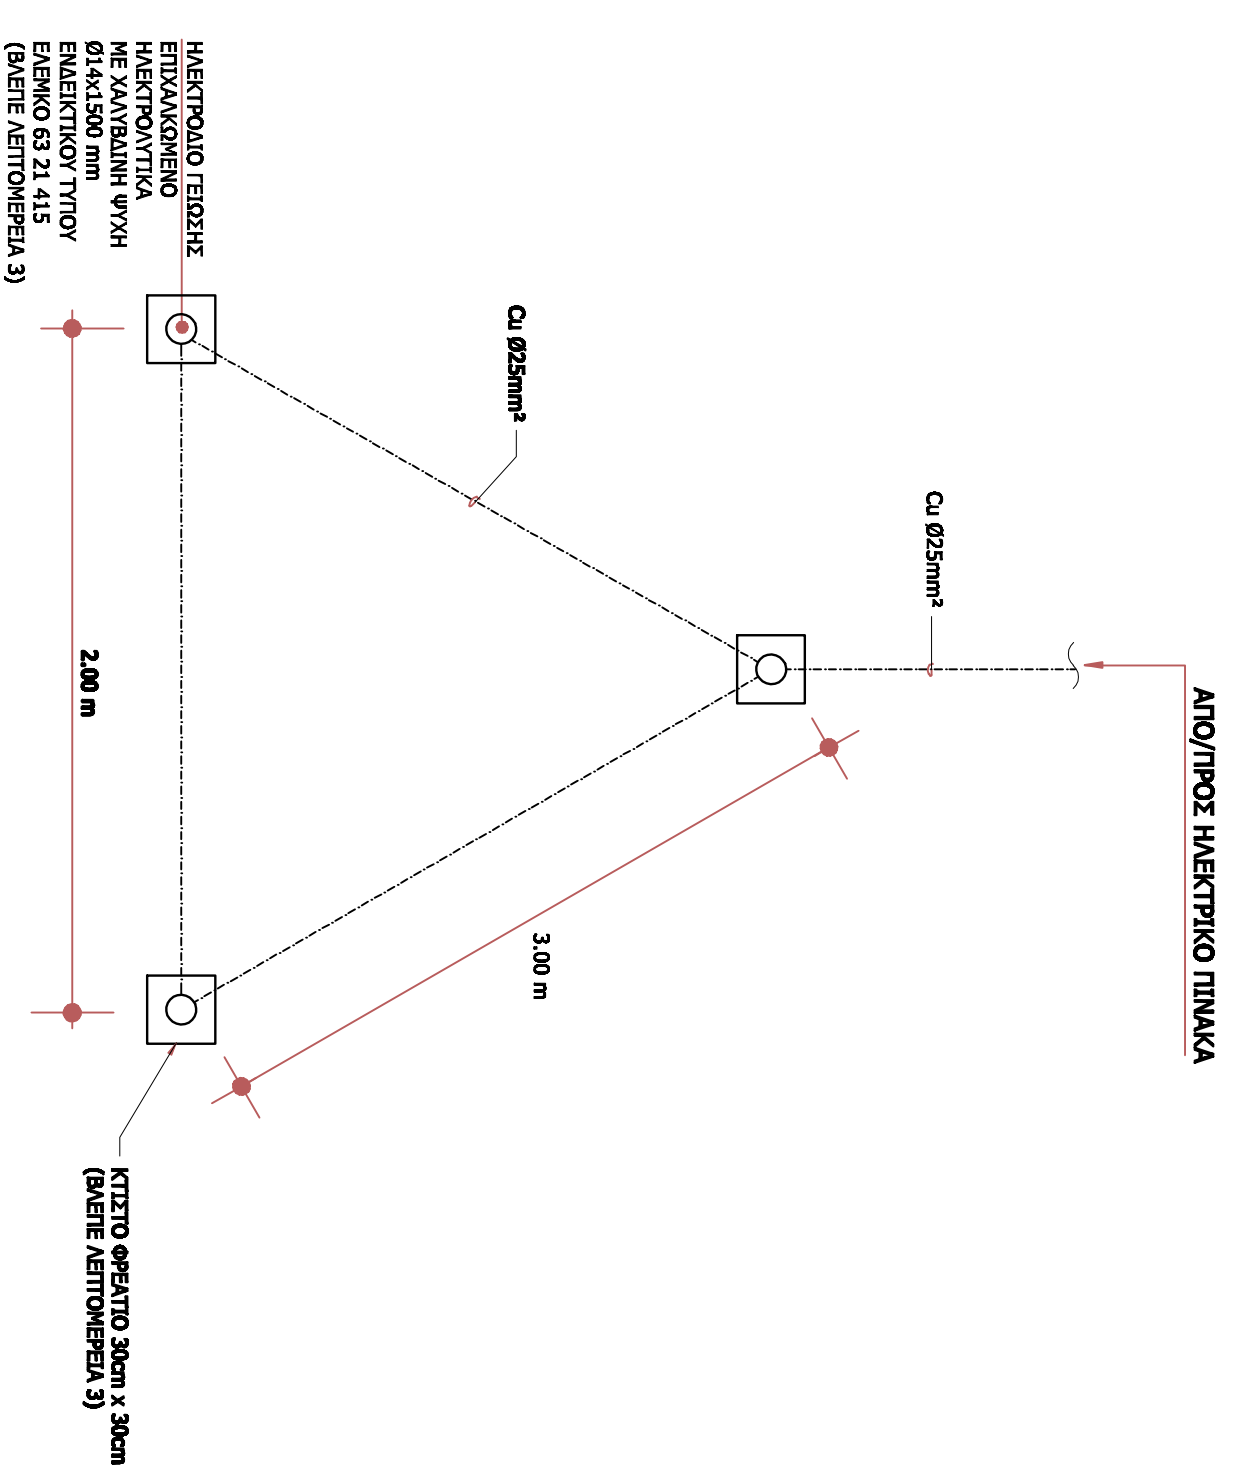 ΑΠΟ/ΠΡΟΣ ΗΛΕΚΤΡΙΚΟ ΠΙΝΑΚΑ
Cu Ø25mm²
Cu Ø25mm²
3.00 m
2.00 m
ΗΛΕΚΤΡΟΔΙΟ ΓΕΙΩΣΗΣ
ΕΠΙΧΑΛΚΩΜΕΝΟ
ΗΛΕΚΤΡΟΛΥΤΙΚΑ
ΜΕ ΧΑΛΥΒΔΙΝΗ ΨΥΧΗ
Ø14x1500 mm
ΕΝΔΕΙΚΤΙΚΟΥ ΤΥΠΟΥ
ΕΛΕΜΚΟ 63 21 415
(ΒΛΕΠΕ ΛΕΠΤΟΜΕΡΕΙΑ 3)
ΚΤΙΣΤΟ ΦΡΕΑΤΙΟ 30cm x 30cm
(ΒΛΕΠΕ ΛΕΠΤΟΜΕΡΕΙΑ 3)